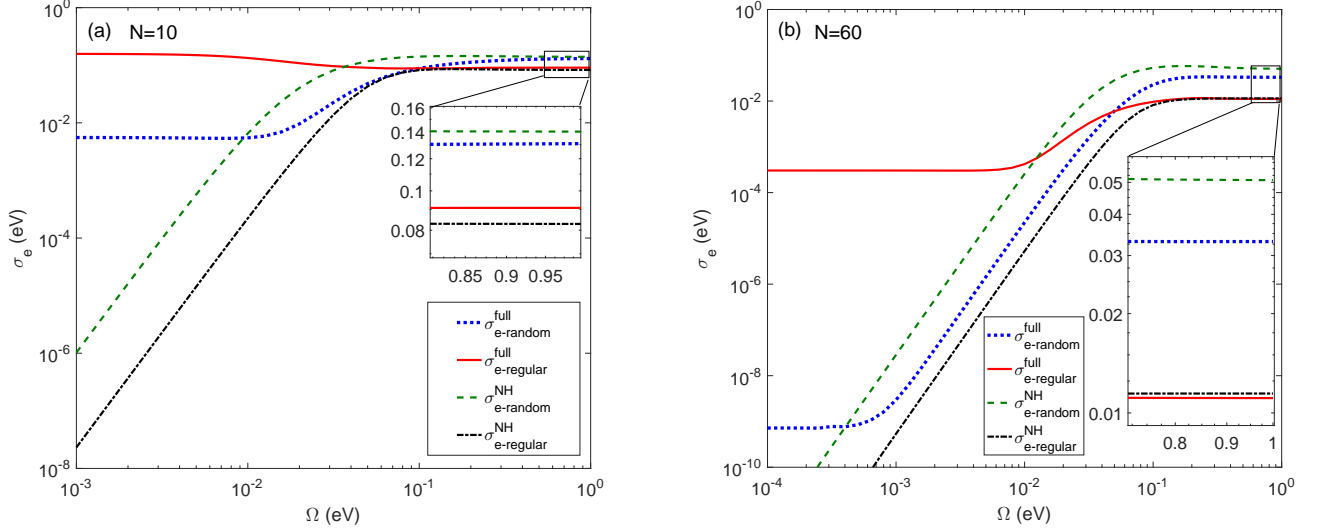 (a) N=10
10^0
10^-2
10^-4
10^-6
10^-8
σ_e (eV)
10^-3 10^-2 10^-1 10^0
Ω (eV)
0.16
0.14
0.12
0.1
0.08
0.85 0.9 0.95
σ^full_e-random
σ^full_e-regular
σ^NH_e-random
σ^NH_e-regular
(b) N=60
10^0
10^-2
10^-4
10^-6
10^-8
10^-10
σ_e (eV)
10^-4 10^-3 10^-2 10^-1 10^0
Ω (eV)
0.05
0.04
0.03
0.02
0.01
0.8 0.9 1
σ^full_e-random
σ^full_e-regular
σ^NH_e-random
σ^NH_e-regular